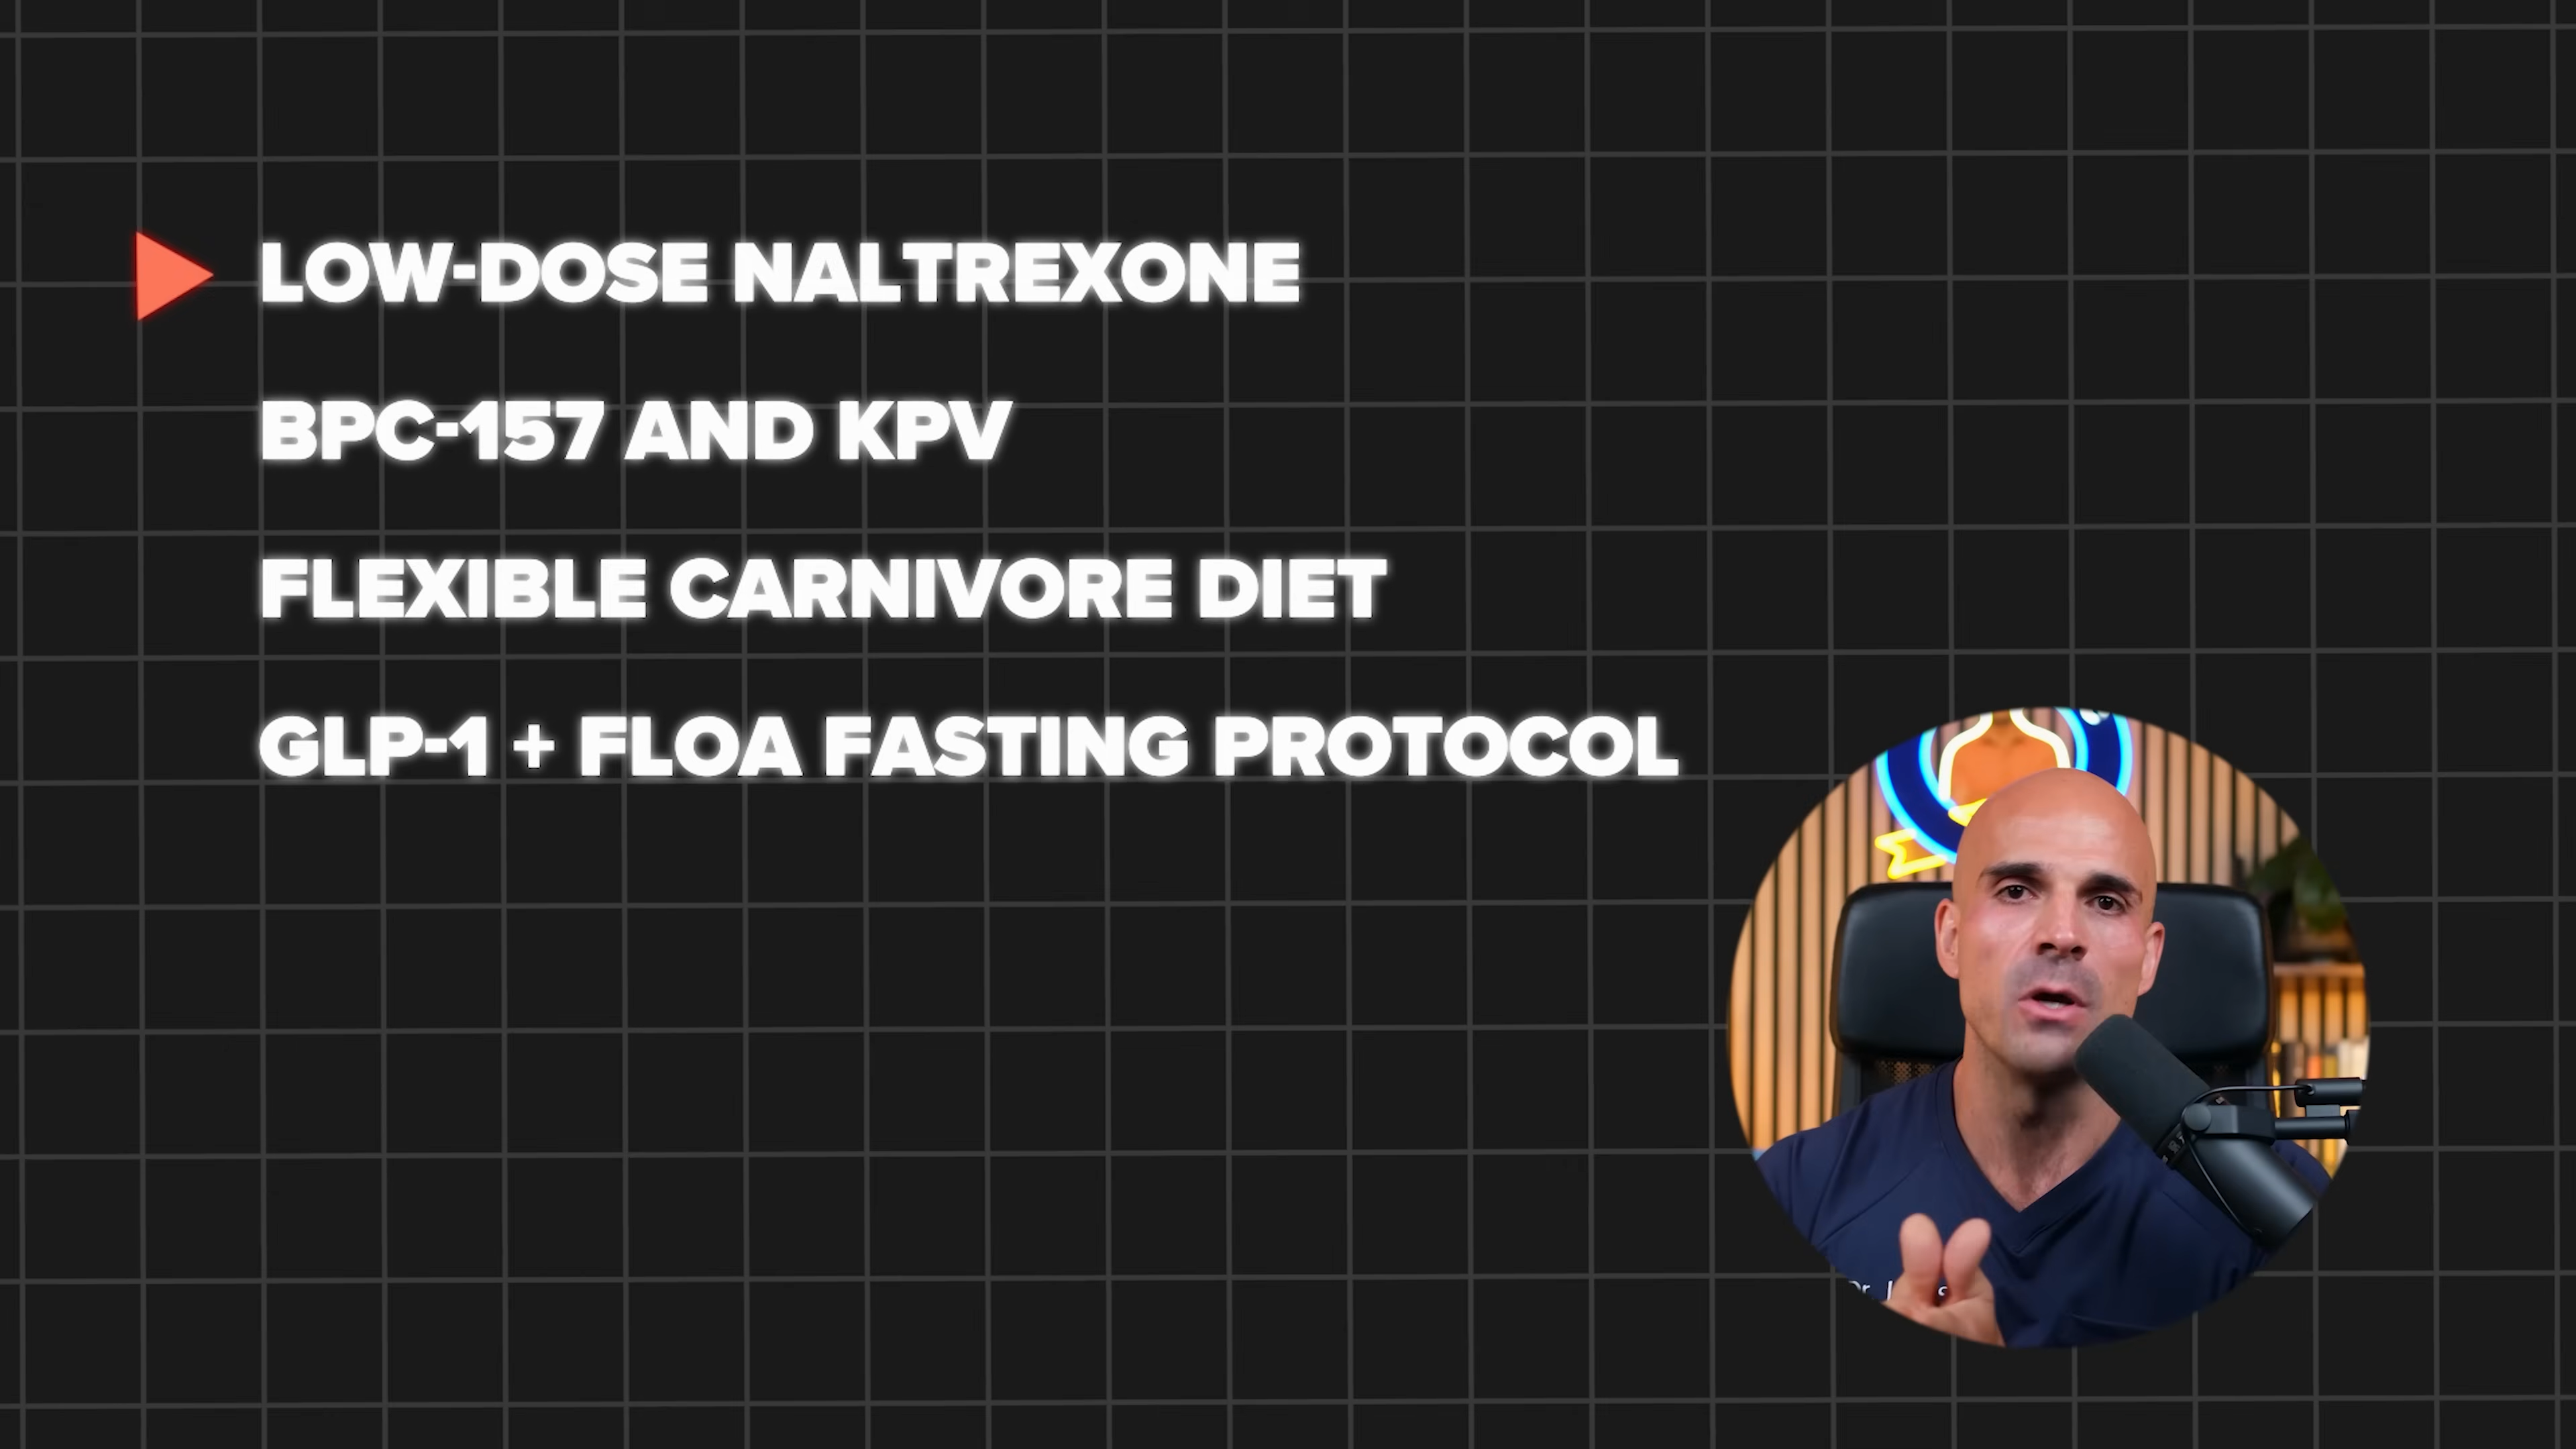 LOW-DOSE NALTREXONE
BPC-157 AND KPV
FLEXIBLE CARNIVORE DIET
GLP-1 + FLOA FASTING PROTOCOL